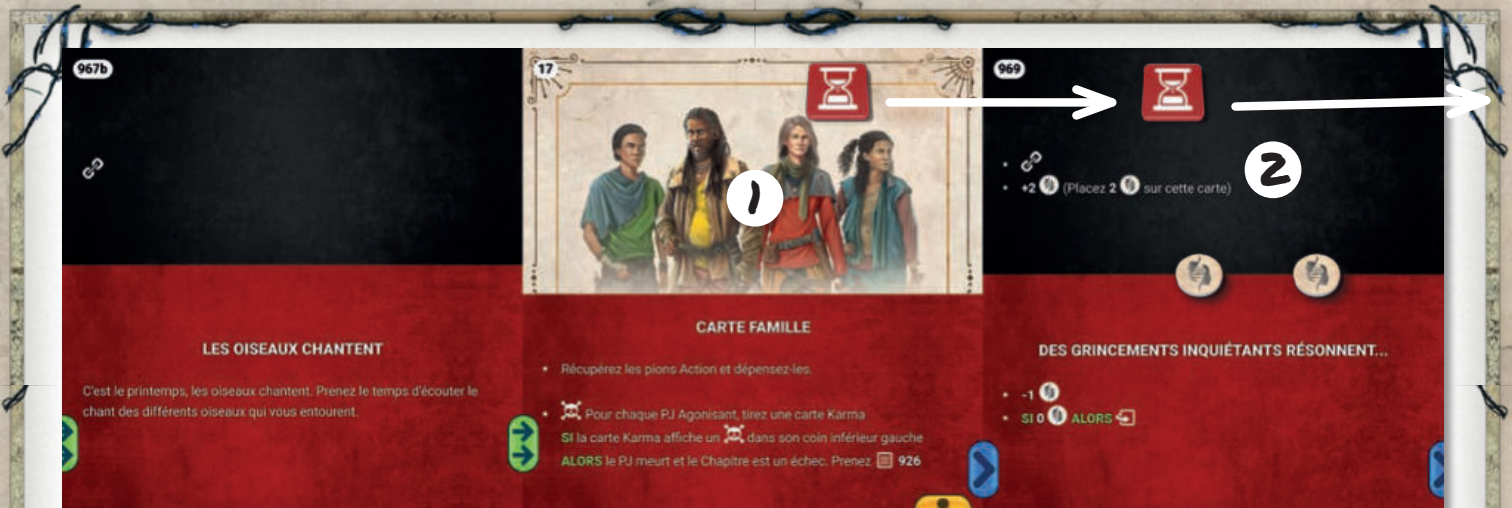 967b
LES OISEAUX CHANTENT
C'est le printemps, les oiseaux chantent. Prenez le temps d'écouter le
chant des différents oiseaux qui vous entourent.
17
1
CARTE FAMILLE
• Récupérez les pions Action et dépensez-les.
• Pour chaque PJ Agonisant, tirez une carte Karma
SI la carte Karma affiche un dans son coin inférieur gauche
ALORS le PJ meurt et le Chapitre est un échec. Prenez 926
969
• +2 (Placez 2 sur cette carte)
2
DES GRINCEMENTS INQUIÉTANTS RÉSONNENT...
• -1
• SI 0 ALORS